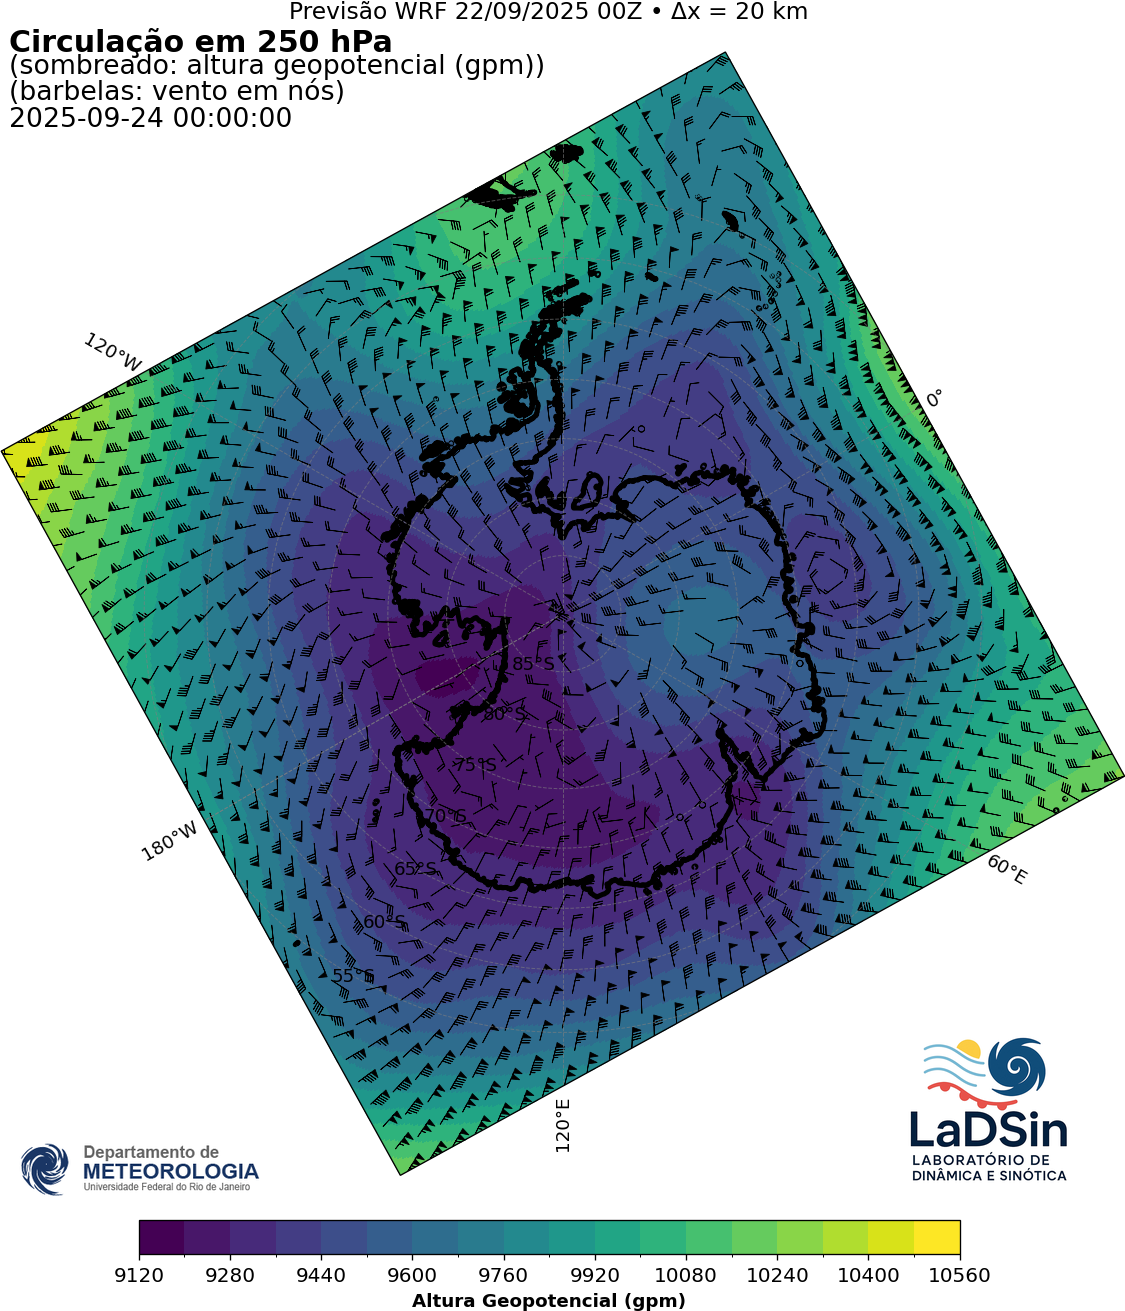 Previsão WRF 22/09/2025 00Z • Δx = 20 km
Circulação em 250 hPa
(sombreado: altura geopotencial (gpm))
(barbelas: vento em nós)
2025-09-24 00:00:00
120°W
0°
85°S
80°S
75°S
70°S
65°S
60°S
55°S
180°W
60°E
120°E
Departamento de
METEOROLOGIA
Universidade Federal do Rio de Janeiro
LaDSin
LABORATÓRIO DE
DINÂMICA E SINÓTICA
9120 9280 9440 9600 9760 9920 10080 10240 10400 10560
Altura Geopotencial (gpm)